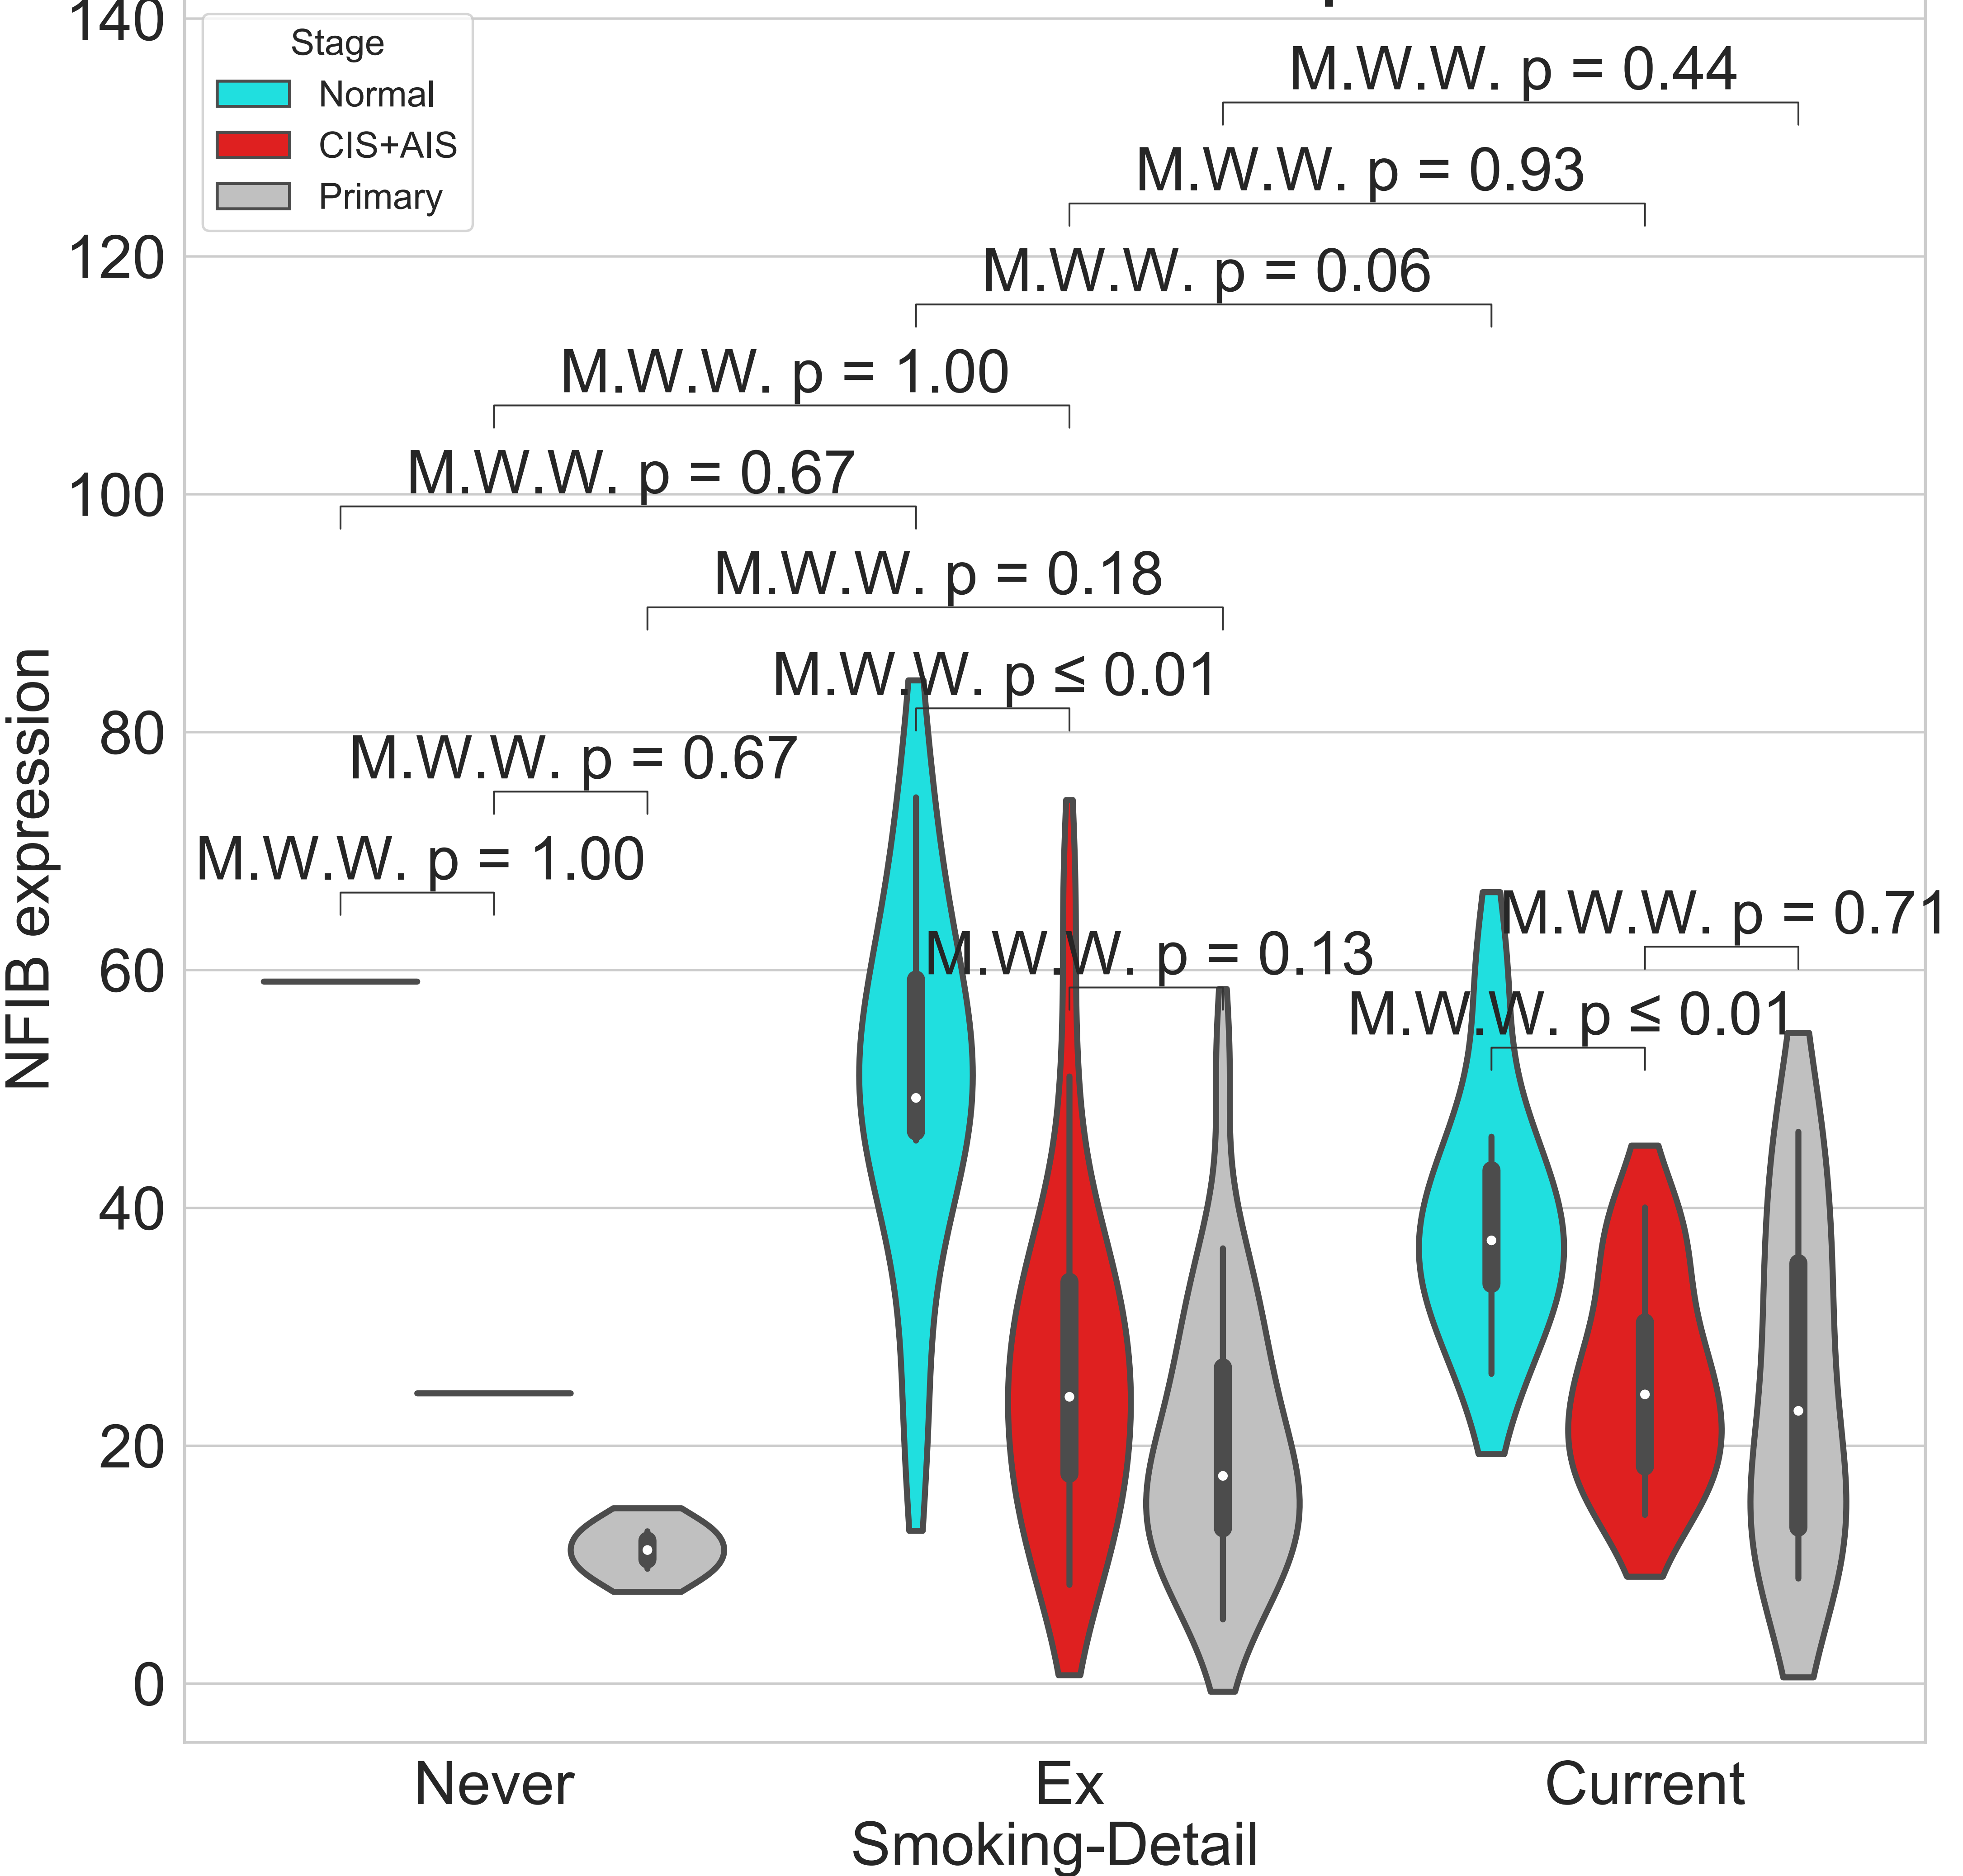 140
120
100
80
60
40
20
0
NFIB expression
Stage
Normal
CIS+AIS
Primary
M.W.W. p = 0.44
M.W.W. p = 0.93
M.W.W. p = 0.06
M.W.W. p = 1.00
M.W.W. p = 0.67
M.W.W. p = 0.18
M.W.W. p ≤ 0.01
M.W.W. p = 0.67
M.W.W. p = 1.00
M.W.W. p = 0.71
M.W.W. p = 0.13
M.W.W. p ≤ 0.01
Never
Ex
Current
Smoking-Detail